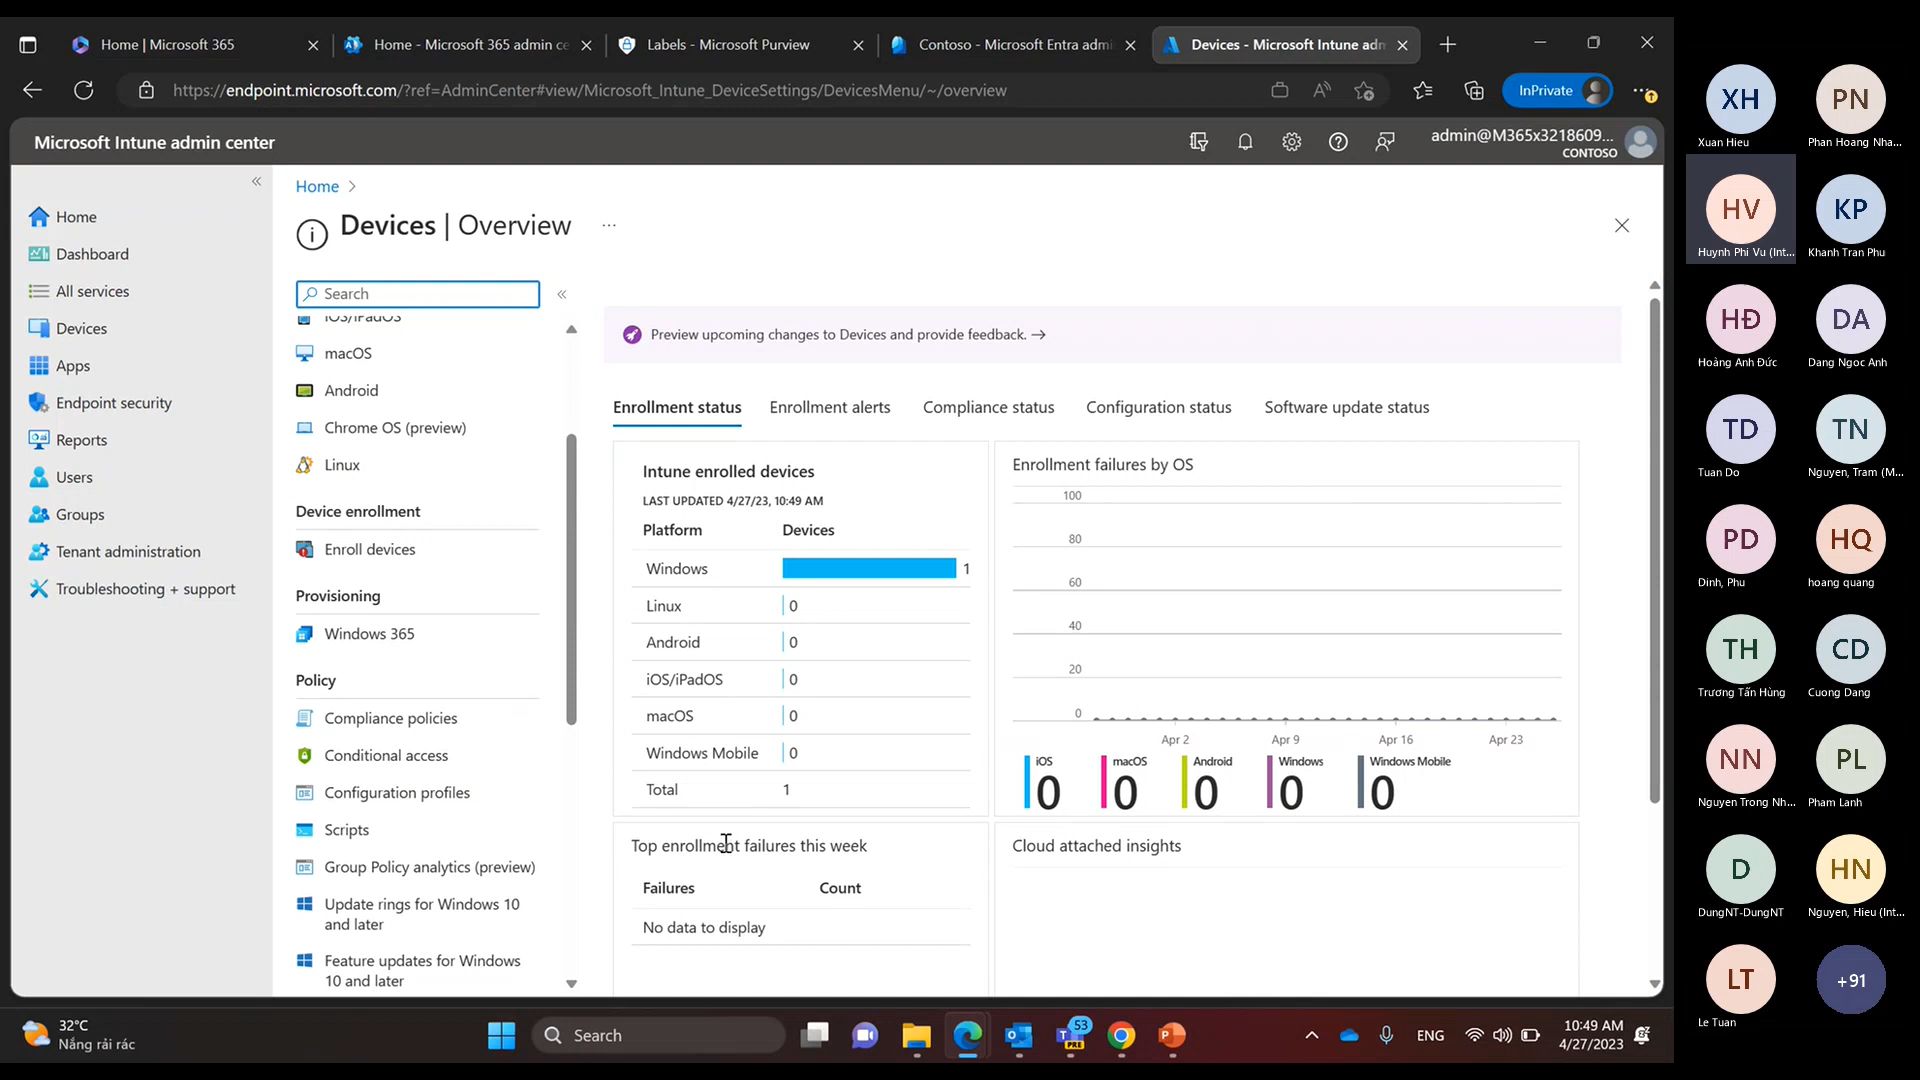 Home | Microsoft 365
Home - Microsoft 365 admin ce
Labels - Microsoft Purview
Contoso - Microsoft Entra admi
Devices - Microsoft Intune adn
https://endpoint.microsoft.com/?ref=AdminCenter#view/Microsoft_Intune_DeviceSettings/DevicesMenu/~/overview
InPrivate
Microsoft Intune admin center
admin@M365x3218609...
CONTOSO
Home
Dashboard
All services
Devices
Apps
Endpoint security
Reports
Users
Groups
Tenant administration
Troubleshooting + support
Home
Devices | Overview
Search
iOS/iPadOS
macOS
Android
Chrome OS (preview)
Linux
Device enrollment
Enroll devices
Provisioning
Windows 365
Policy
Compliance policies
Conditional access
Configuration profiles
Scripts
Group Policy analytics (preview)
Update rings for Windows 10
and later
Feature updates for Windows
10 and later
Preview upcoming changes to Devices and provide feedback. →
Enrollment status
Enrollment alerts
Compliance status
Configuration status
Software update status
Intune enrolled devices
LAST UPDATED 4/27/23, 10:49 AM
Platform Devices
Windows 1
Linux 0
Android 0
iOS/iPadOS 0
macOS 0
Windows Mobile 0
Total 1
Enrollment failures by OS
100
80
60
40
20
0
Apr 2 Apr 9 Apr 16 Apr 23
iOS
0
macOS
0
Android
0
Windows
0
Windows Mobile
0
Top enrollment failures this week
Failures Count
No data to display
Cloud attached insights
32°C
Nắng rải rác
Search
53
PRE
ENG
10:49 AM
4/27/2023
XH
Xuan Hieu
PN
Phan Hoang Nha...
HV
Huynh Phi Vu (Int...
KP
Khanh Tran Phu
HĐ
Hoàng Anh Đức
DA
Dang Ngoc Anh
TD
Tuan Do
TN
Nguyen, Tram (M...
PD
Dinh, Phu
HQ
hoang quang
TH
Trương Tấn Hùng
CD
Cuong Dang
NN
Nguyen Trong Nh...
PL
Pham Lanh
D
DungNT-DungNT
HN
Nguyen, Hieu (Int...
LT
Le Tuan
+91